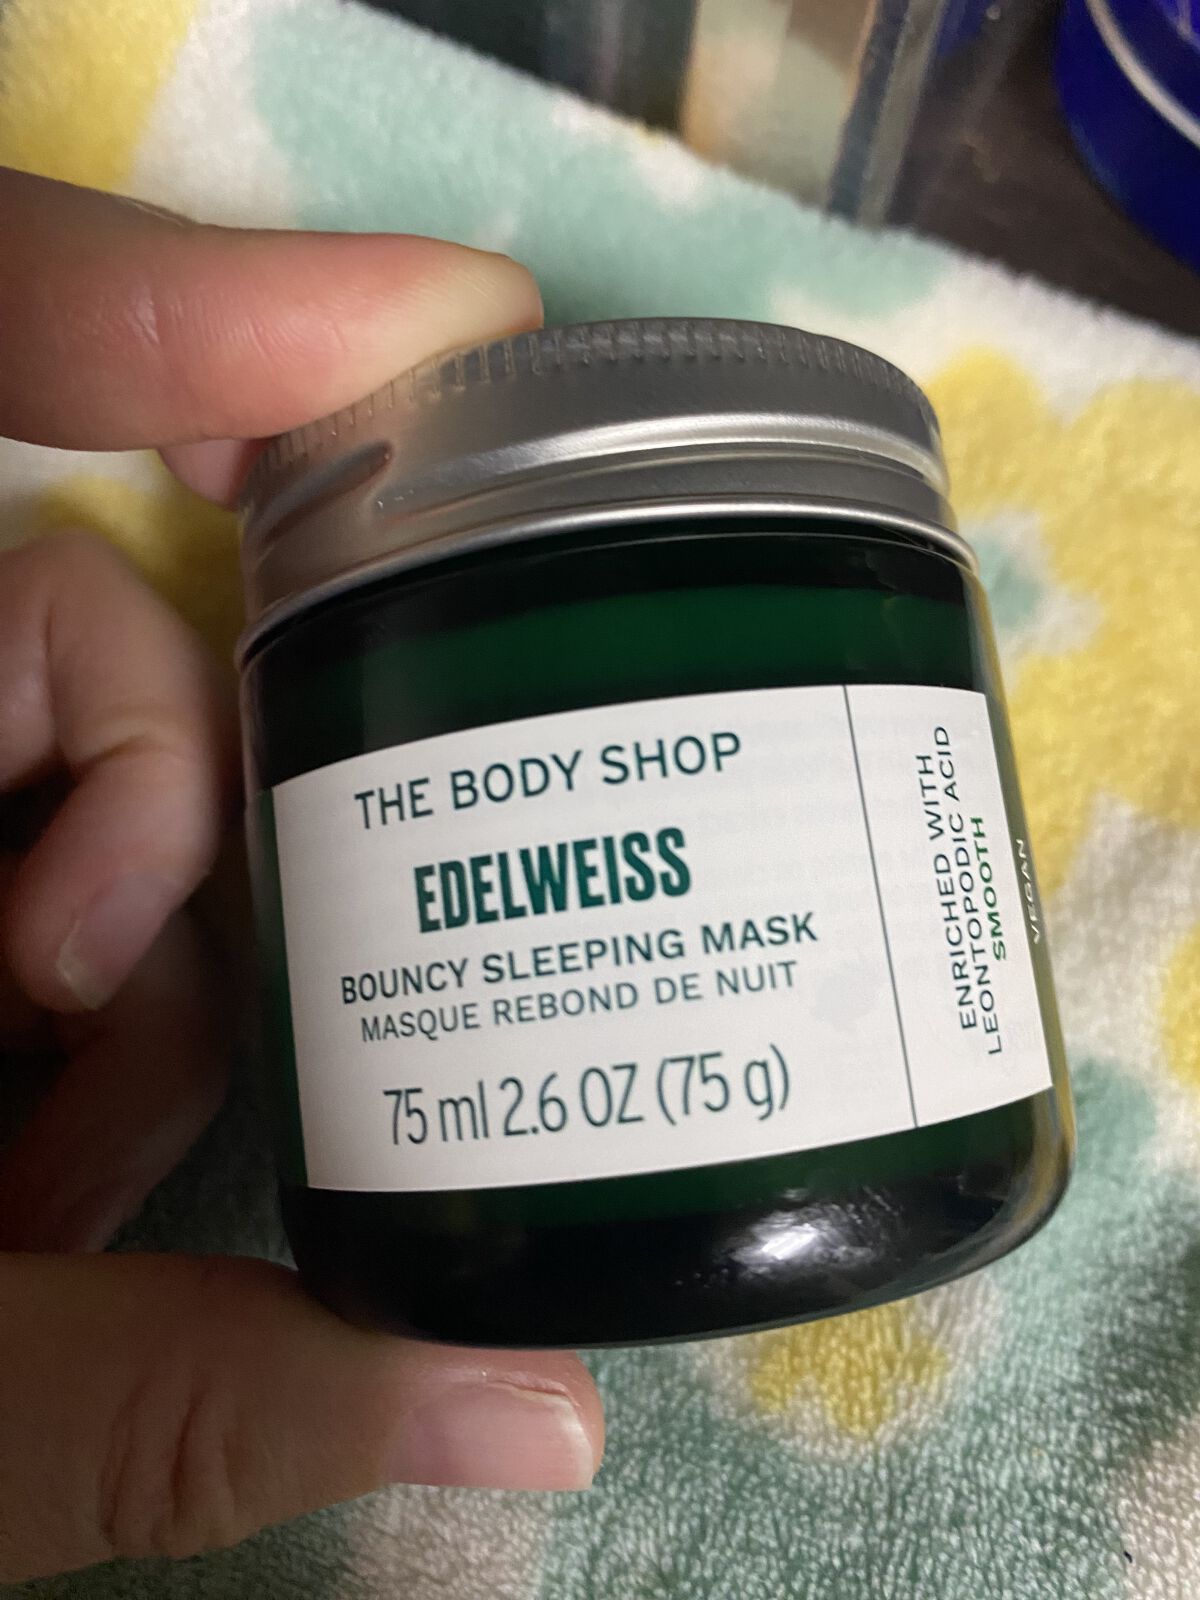 THE BODY SHOP
EDELWEISS
BOUNCY SLEEPING MASK
MASQUE REBOND DE NUIT
75 ml 2.6 OZ (75 g)
ENRICHED WITH
LEONTOPODIC ACID
SMOOTH
VEGAN